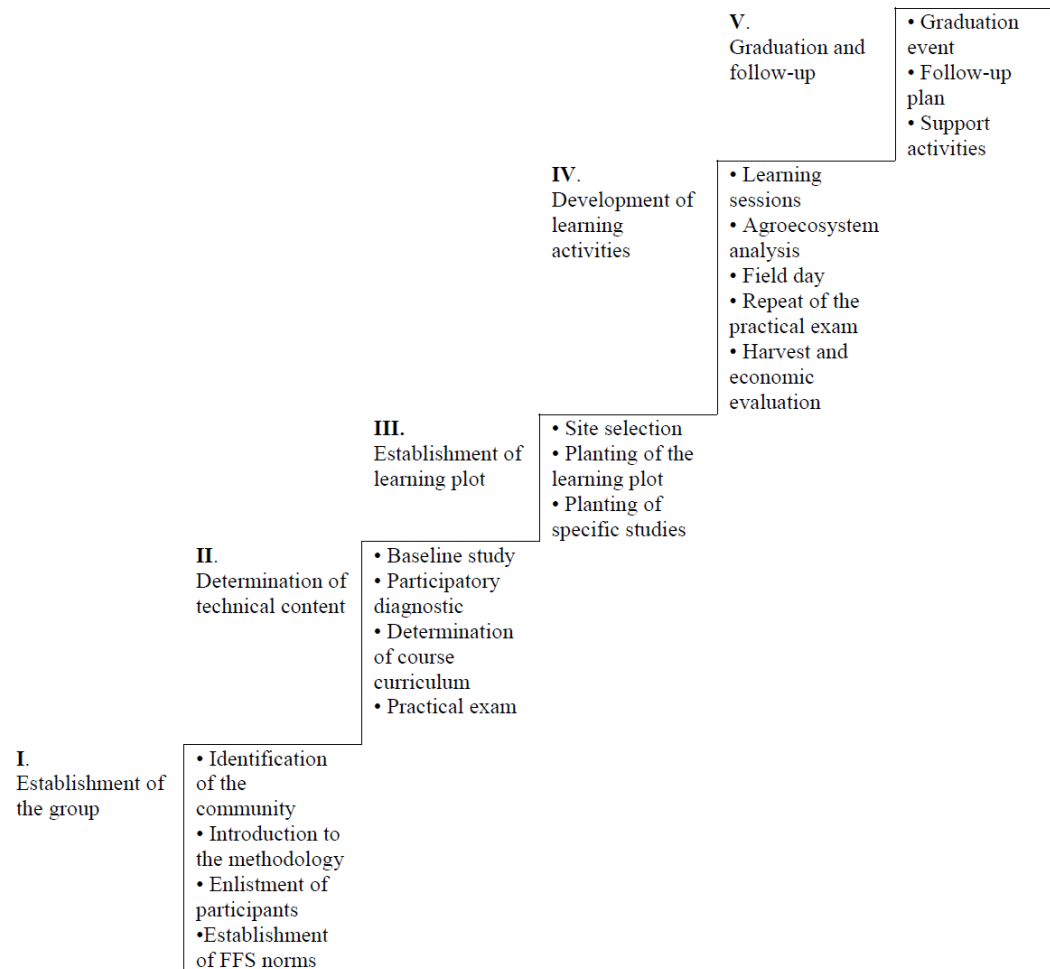 V.
Graduation and
follow-up
• Graduation
event
• Follow-up
plan
• Support
activities
IV.
Development of
learning
activities
• Learning
sessions
• Agroecosystem
analysis
• Field day
• Repeat of the
practical exam
• Harvest and
economic
evaluation
III.
Establishment of
learning plot
• Site selection
• Planting of the
learning plot
• Planting of
specific studies
II.
Determination of
technical content
• Baseline study
• Participatory
diagnostic
• Determination
of course
curriculum
• Practical exam
I.
Establishment of
the group
• Identification
of the
community
• Introduction to
the methodology
• Enlistment of
participants
•Establishment
of FFS norms